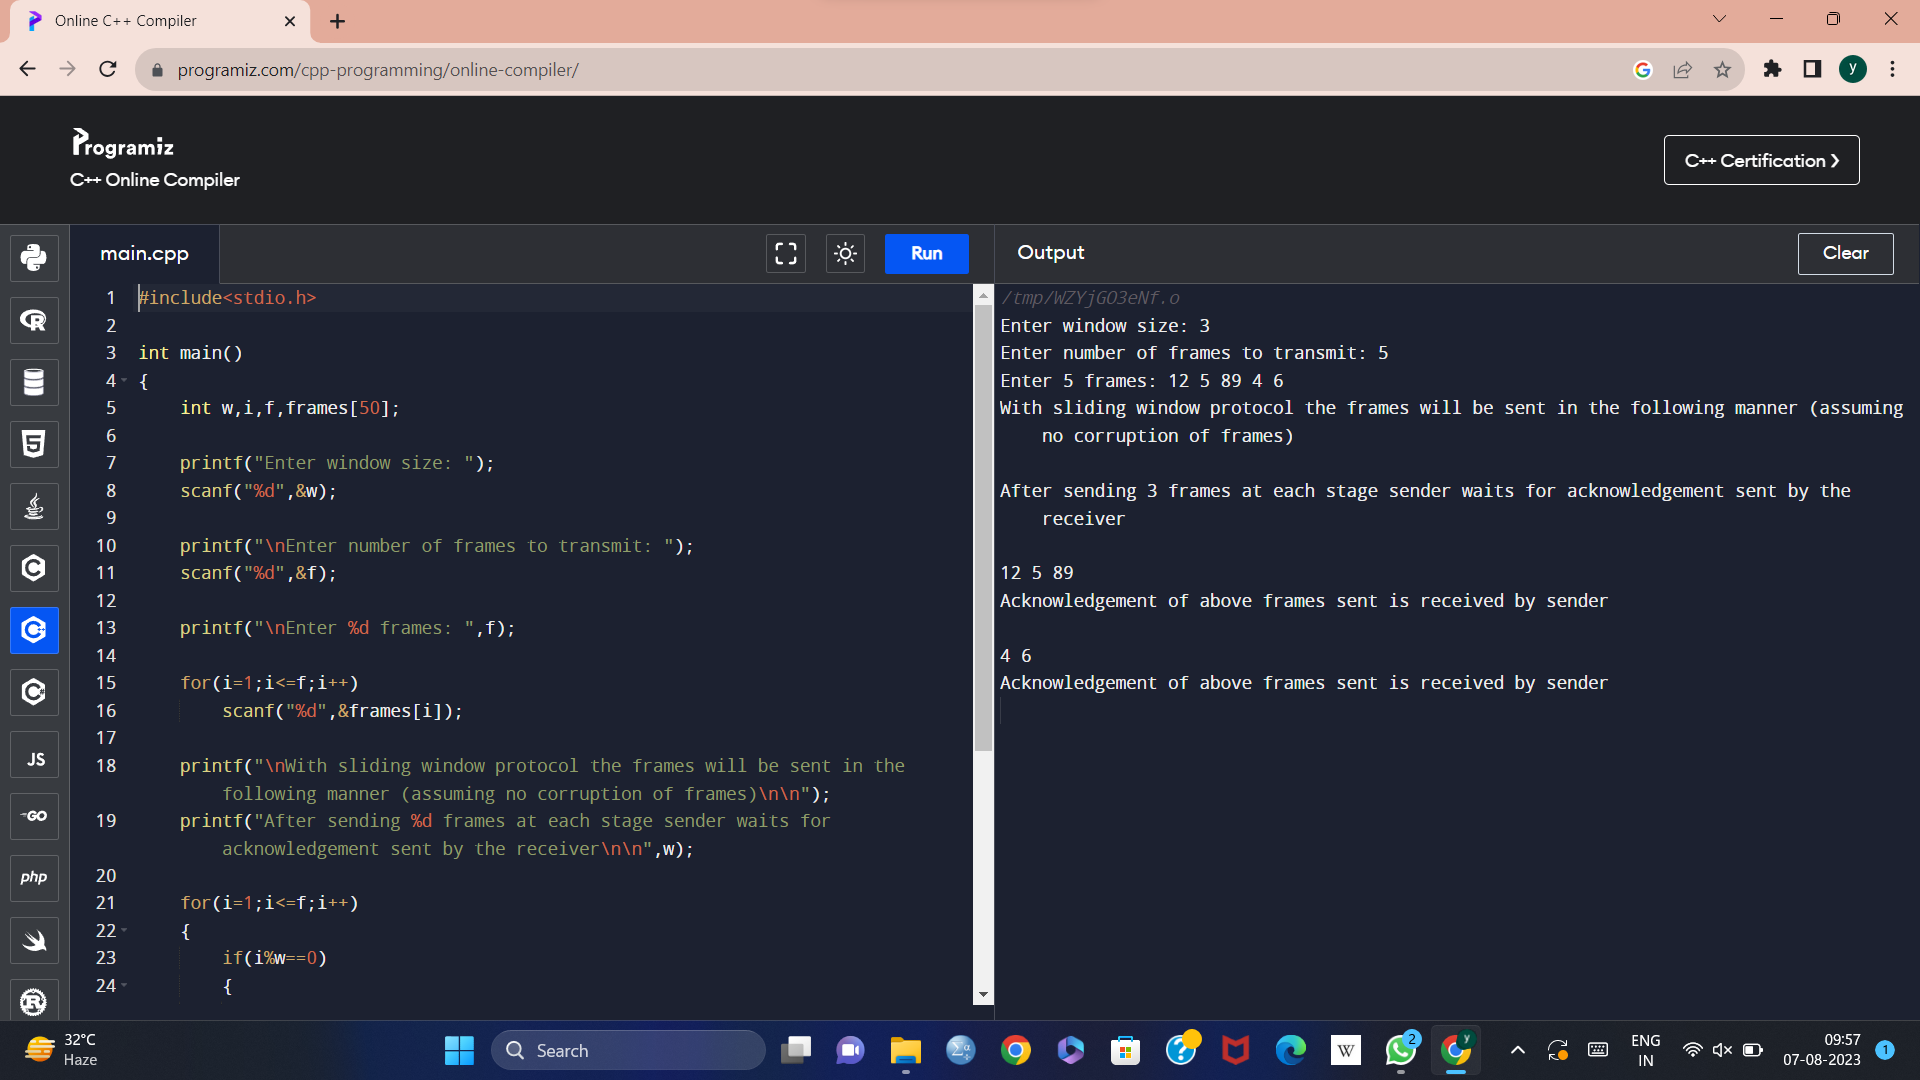 Online C++ Compiler
programiz.com/cpp-programming/online-compiler/
y
Programiz
C++ Online Compiler
C++ Certification ❯
main.cpp
Run
Output
Clear
1 #include<stdio.h>
2
3 int main()
4 {
5 int w,i,f,frames[50];
6
7 printf("Enter window size: ");
8 scanf("%d",&w);
9
10 printf("\nEnter number of frames to transmit: ");
11 scanf("%d",&f);
12
13 printf("\nEnter %d frames: ",f);
14
15 for(i=1;i<=f;i++)
16 scanf("%d",&frames[i]);
17
18 printf("\nWith sliding window protocol the frames will be sent in the
following manner (assuming no corruption of frames)\n\n");
19 printf("After sending %d frames at each stage sender waits for
acknowledgement sent by the receiver\n\n",w);
20
21 for(i=1;i<=f;i++)
22 {
23 if(i%w==0)
24 {
/tmp/WZYjGO3eNf.o
Enter window size: 3
Enter number of frames to transmit: 5
Enter 5 frames: 12 5 89 4 6
With sliding window protocol the frames will be sent in the following manner (assuming
no corruption of frames)
After sending 3 frames at each stage sender waits for acknowledgement sent by the
receiver
12 5 89
Acknowledgement of above frames sent is received by sender
4 6
Acknowledgement of above frames sent is received by sender
JS
GO
php
32°C
Haze
Search
W
2
y
ENG
IN
09:57
07-08-2023
1